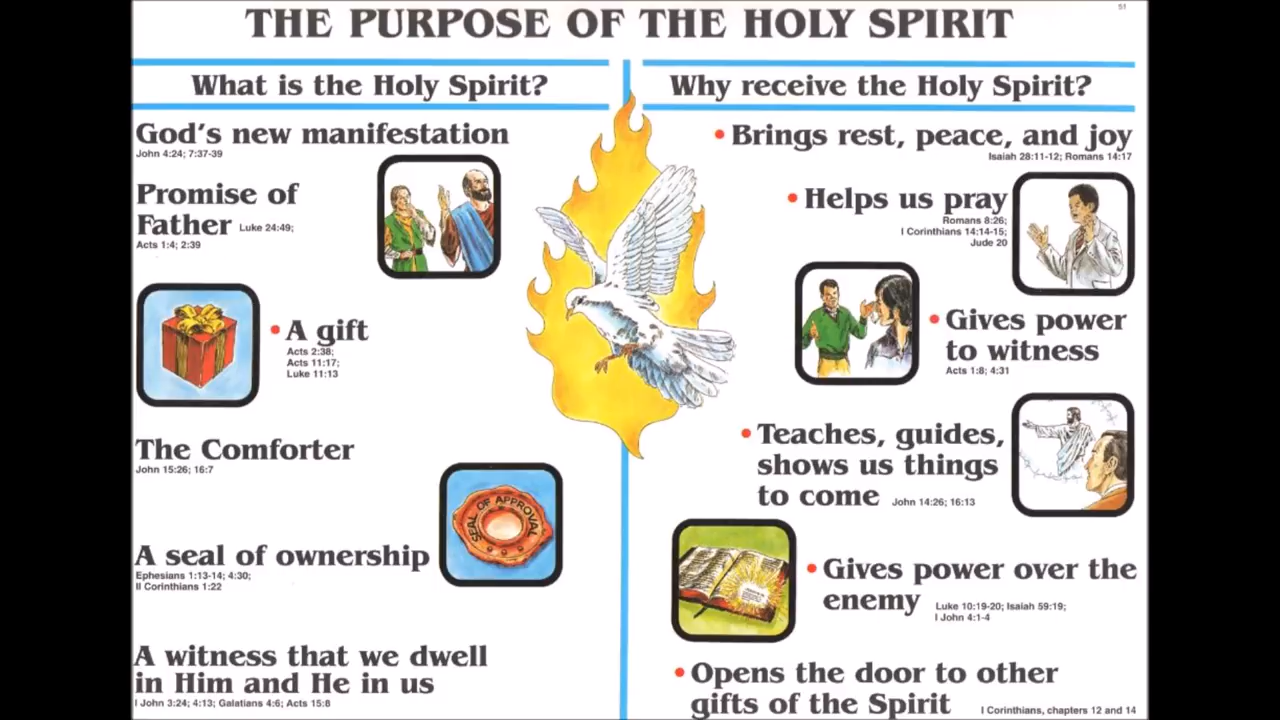 51
THE PURPOSE OF THE HOLY SPIRIT
What is the Holy Spirit?
God's new manifestation
John 4:24; 7:37-39
Promise of
Father Luke 24:49;
Acts 1:4; 2:39
• A gift
Acts 2:38;
Acts 11:17;
Luke 11:13
The Comforter
John 15:26; 16:7
SEAL OF APPROVAL
A seal of ownership
Ephesians 1:13-14; 4:30;
II Corinthians 1:22
A witness that we dwell
in Him and He in us
I John 3:24; 4:13; Galatians 4:6; Acts 15:8
Why receive the Holy Spirit?
• Brings rest, peace, and joy
Isaiah 28:11-12; Romans 14:17
• Helps us pray
Romans 8:26;
I Corinthians 14:14-15;
Jude 20
• Gives power
to witness
Acts 1:8; 4:31
• Teaches, guides,
shows us things
to come John 14:26; 16:13
• Gives power over the
enemy Luke 10:19-20; Isaiah 59:19;
I John 4:1-4
• Opens the door to other
gifts of the Spirit I Corinthians, chapters 12 and 14